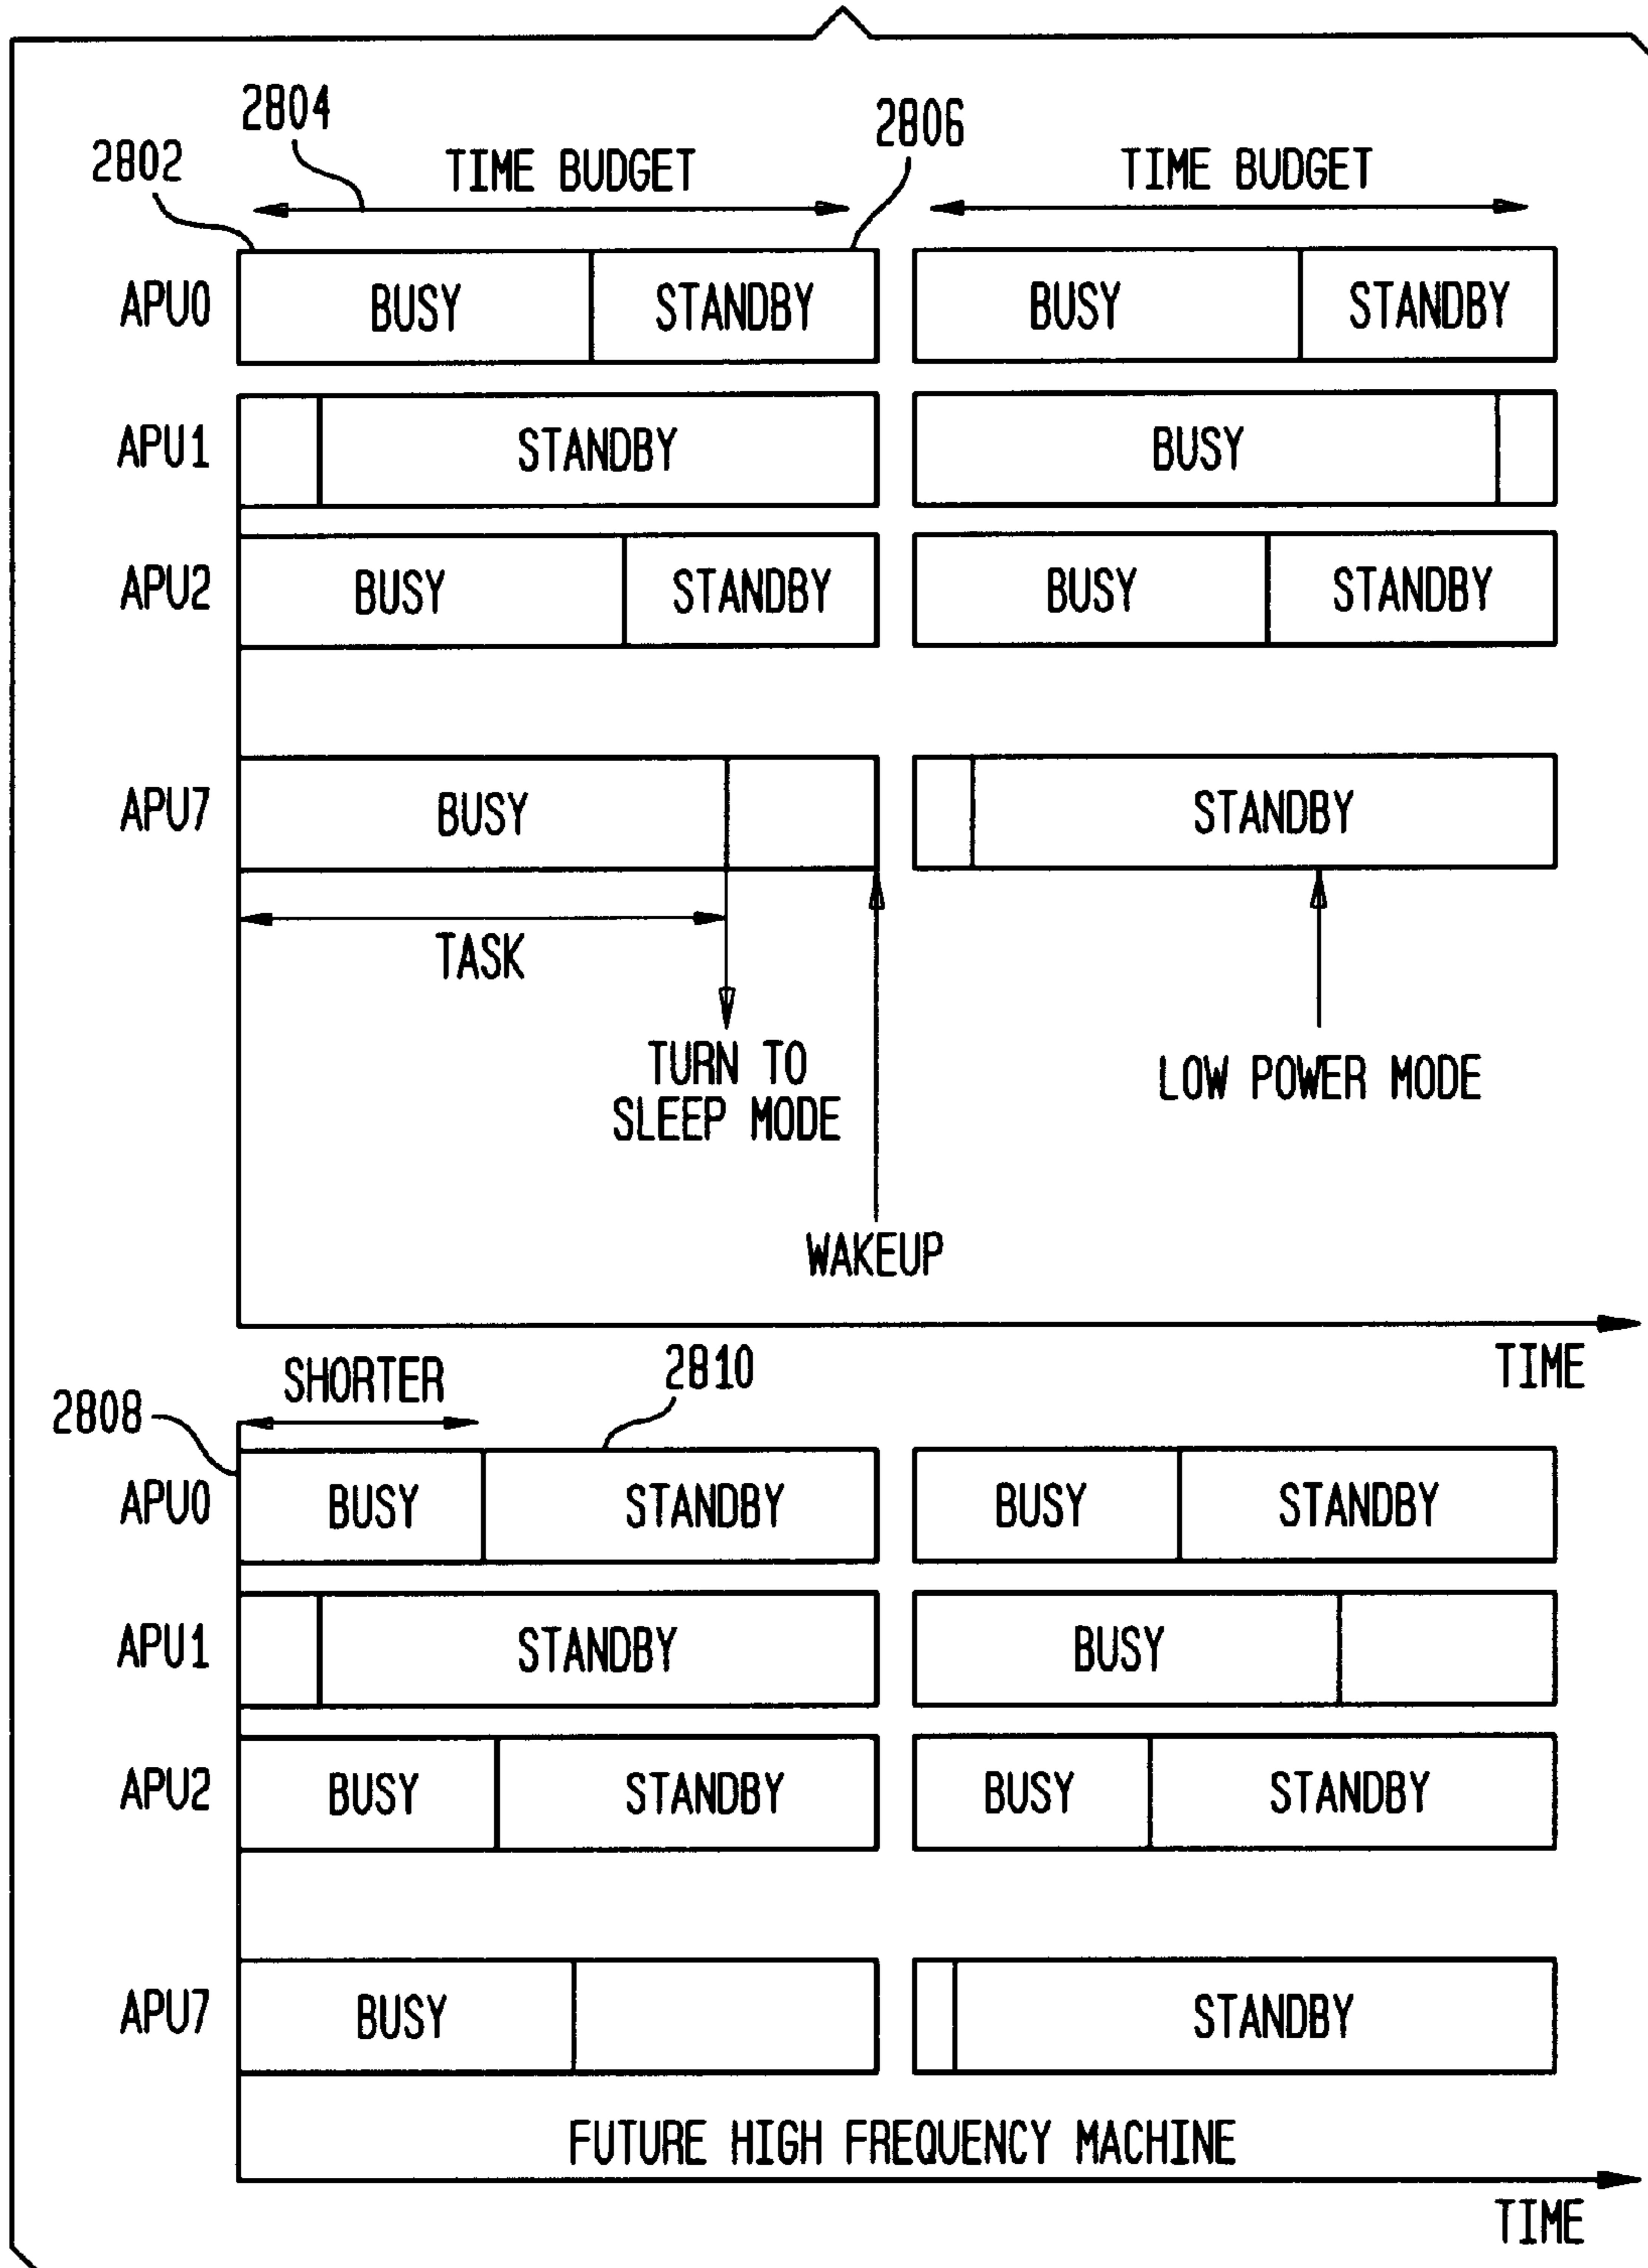 2804
2806
2802
TIME BUDGET
TIME BUDGET
APU0
BUSY
STANDBY
BUSY
STANDBY
APU1
STANDBY
BUSY
APU2
BUSY
STANDBY
BUSY
STANDBY
APU7
BUSY
STANDBY
TASK
TURN TO
SLEEP MODE
LOW POWER MODE
WAKEUP
TIME
SHORTER
2810
2808
APU0
BUSY
STANDBY
BUSY
STANDBY
APU1
STANDBY
BUSY
APU2
BUSY
STANDBY
BUSY
STANDBY
APU7
BUSY
STANDBY
FUTURE HIGH FREQUENCY MACHINE
TIME